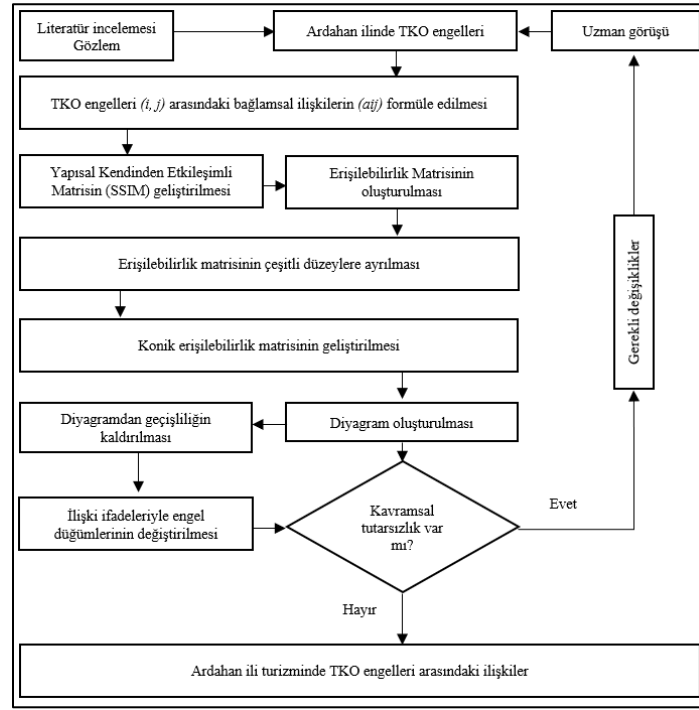 Literatür incelemesi
Gözlem
Ardahan ilinde TKO engelleri
Uzman görüşü
TKO engelleri (i, j) arasındaki bağlamsal ilişkilerin (aij) formüle edilmesi
Yapısal Kendinden Etkileşimli
Matrisin (SSIM) geliştirilmesi
Erişilebilirlik Matrisinin
oluşturulması
Erişilebilirlik matrisinin çeşitli düzeylere ayrılması
Gerekli değişiklikler
Konik erişilebilirlik matrisinin geliştirilmesi
Diyagramdan geçişliliğin
kaldırılması
Diyagram oluşturulması
İlişki ifadeleriyle engel
düğümlerinin değiştirilmesi
Kavramsal
tutarsızlık var
mı?
Evet
Hayır
Ardahan ili turizminde TKO engelleri arasındaki ilişkiler